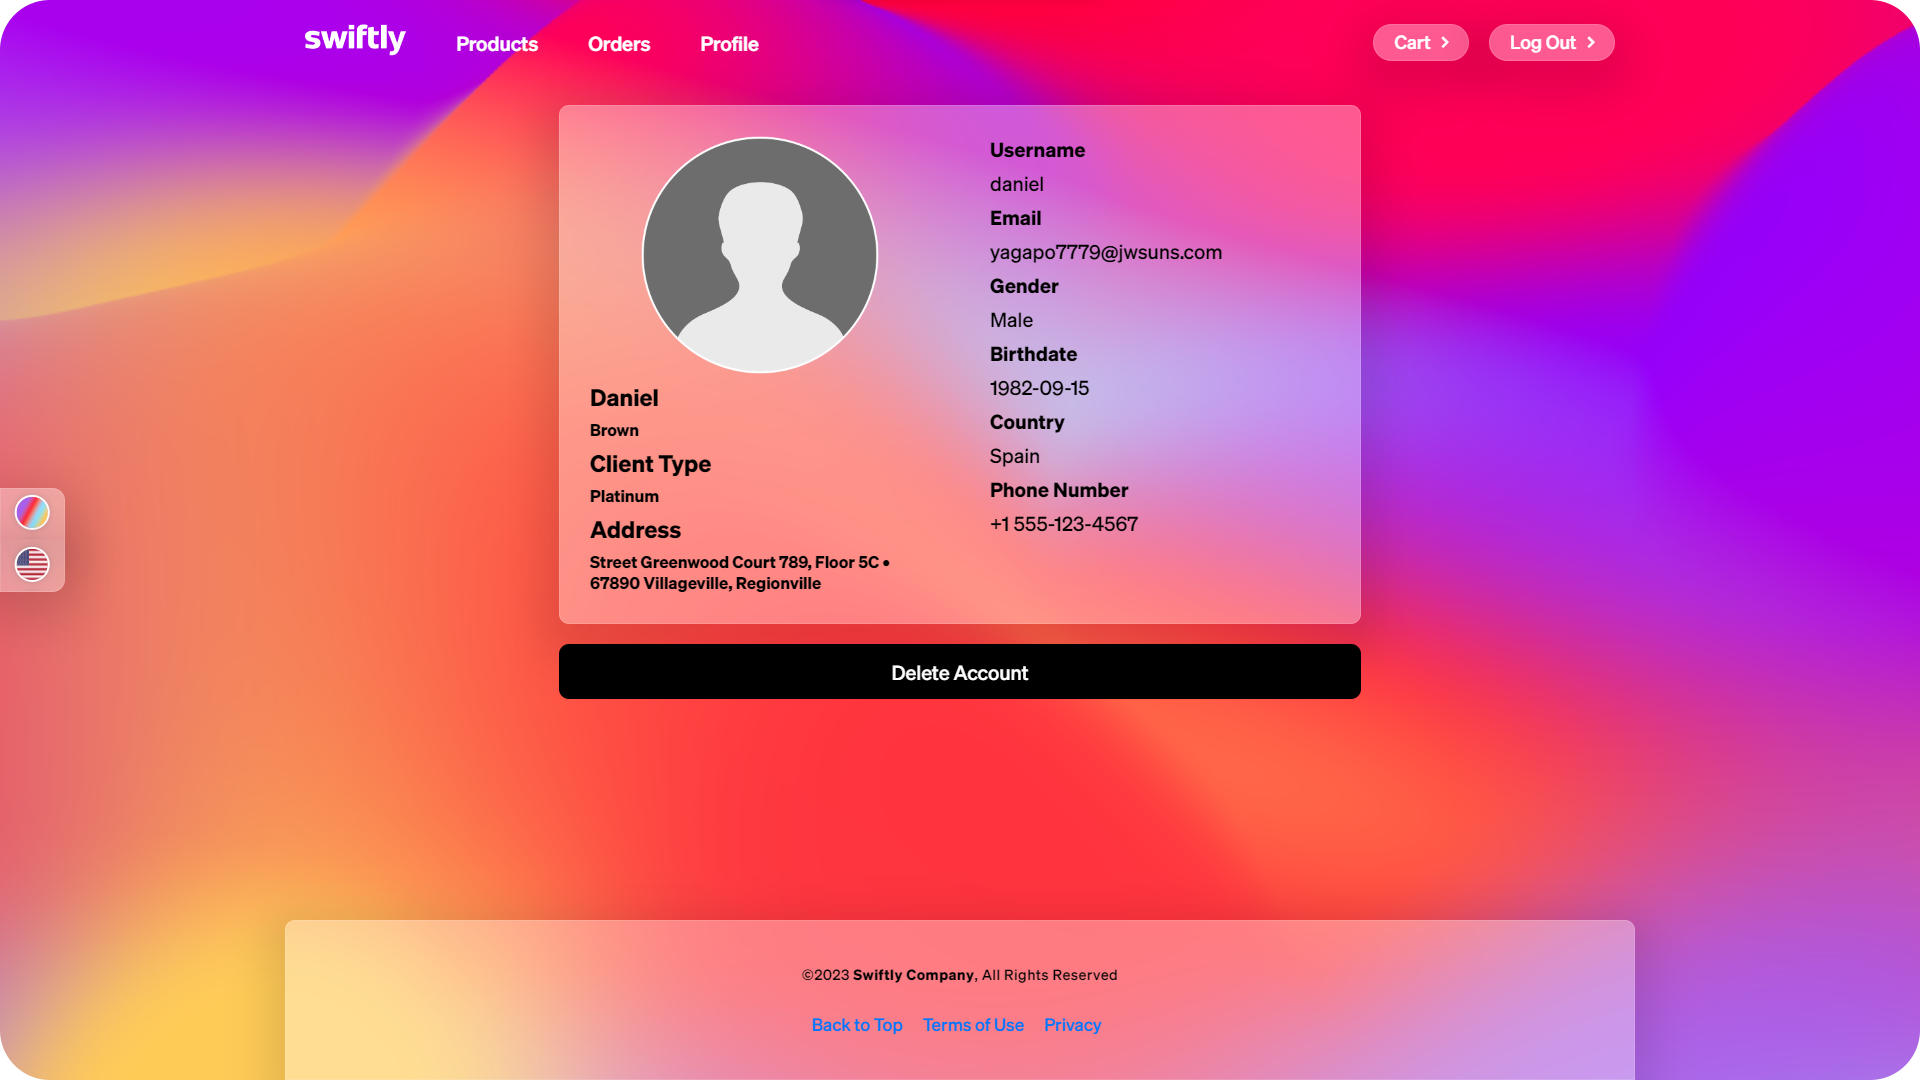 swiftly
Products
Orders
Profile
Cart
Log Out
Daniel
Brown
Client Type
Platinum
Address
Street Greenwood Court 789, Floor 5C •
67890 Villageville, Regionville
Username
daniel
Email
yagapo7779@jwsuns.com
Gender
Male
Birthdate
1982-09-15
Country
Spain
Phone Number
+1 555-123-4567
Delete Account
©2023 Swiftly Company, All Rights Reserved
Back to Top
Terms of Use
Privacy